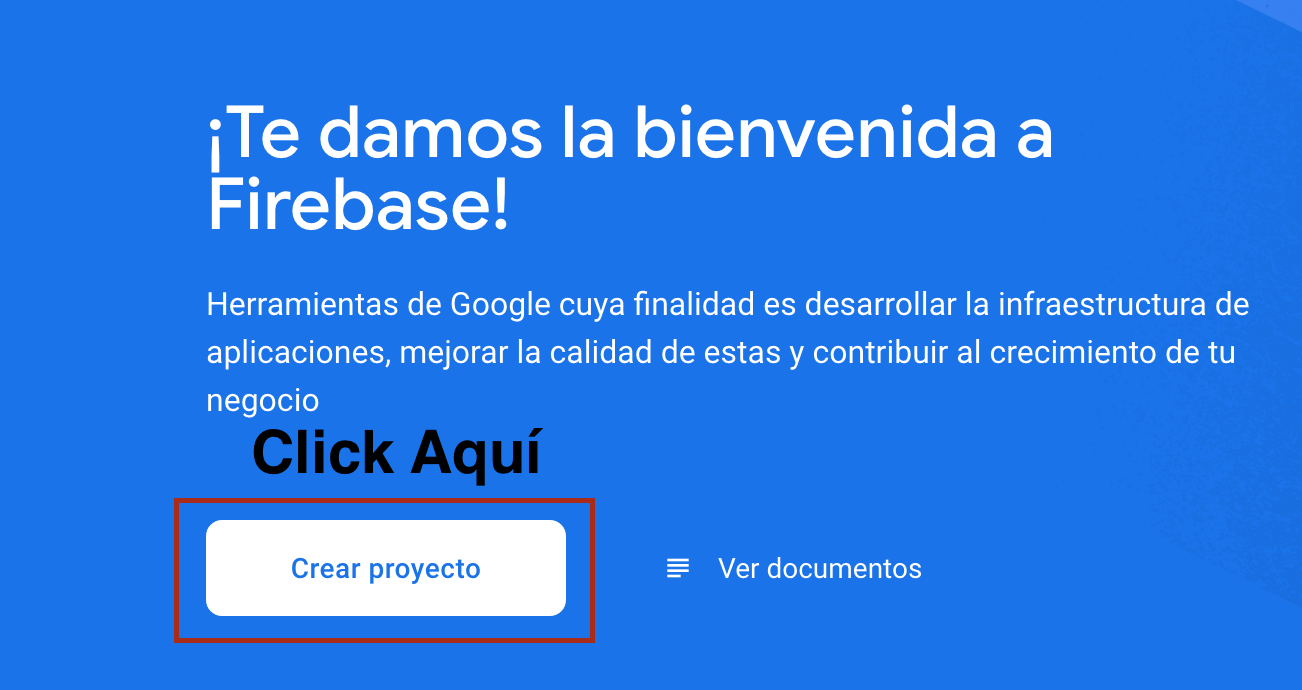 ¡Te damos la bienvenida a
Firebase!
Herramientas de Google cuya finalidad es desarrollar la infraestructura de
aplicaciones, mejorar la calidad de estas y contribuir al crecimiento de tu
negocio
Click Aquí
Crear proyecto
Ver documentos